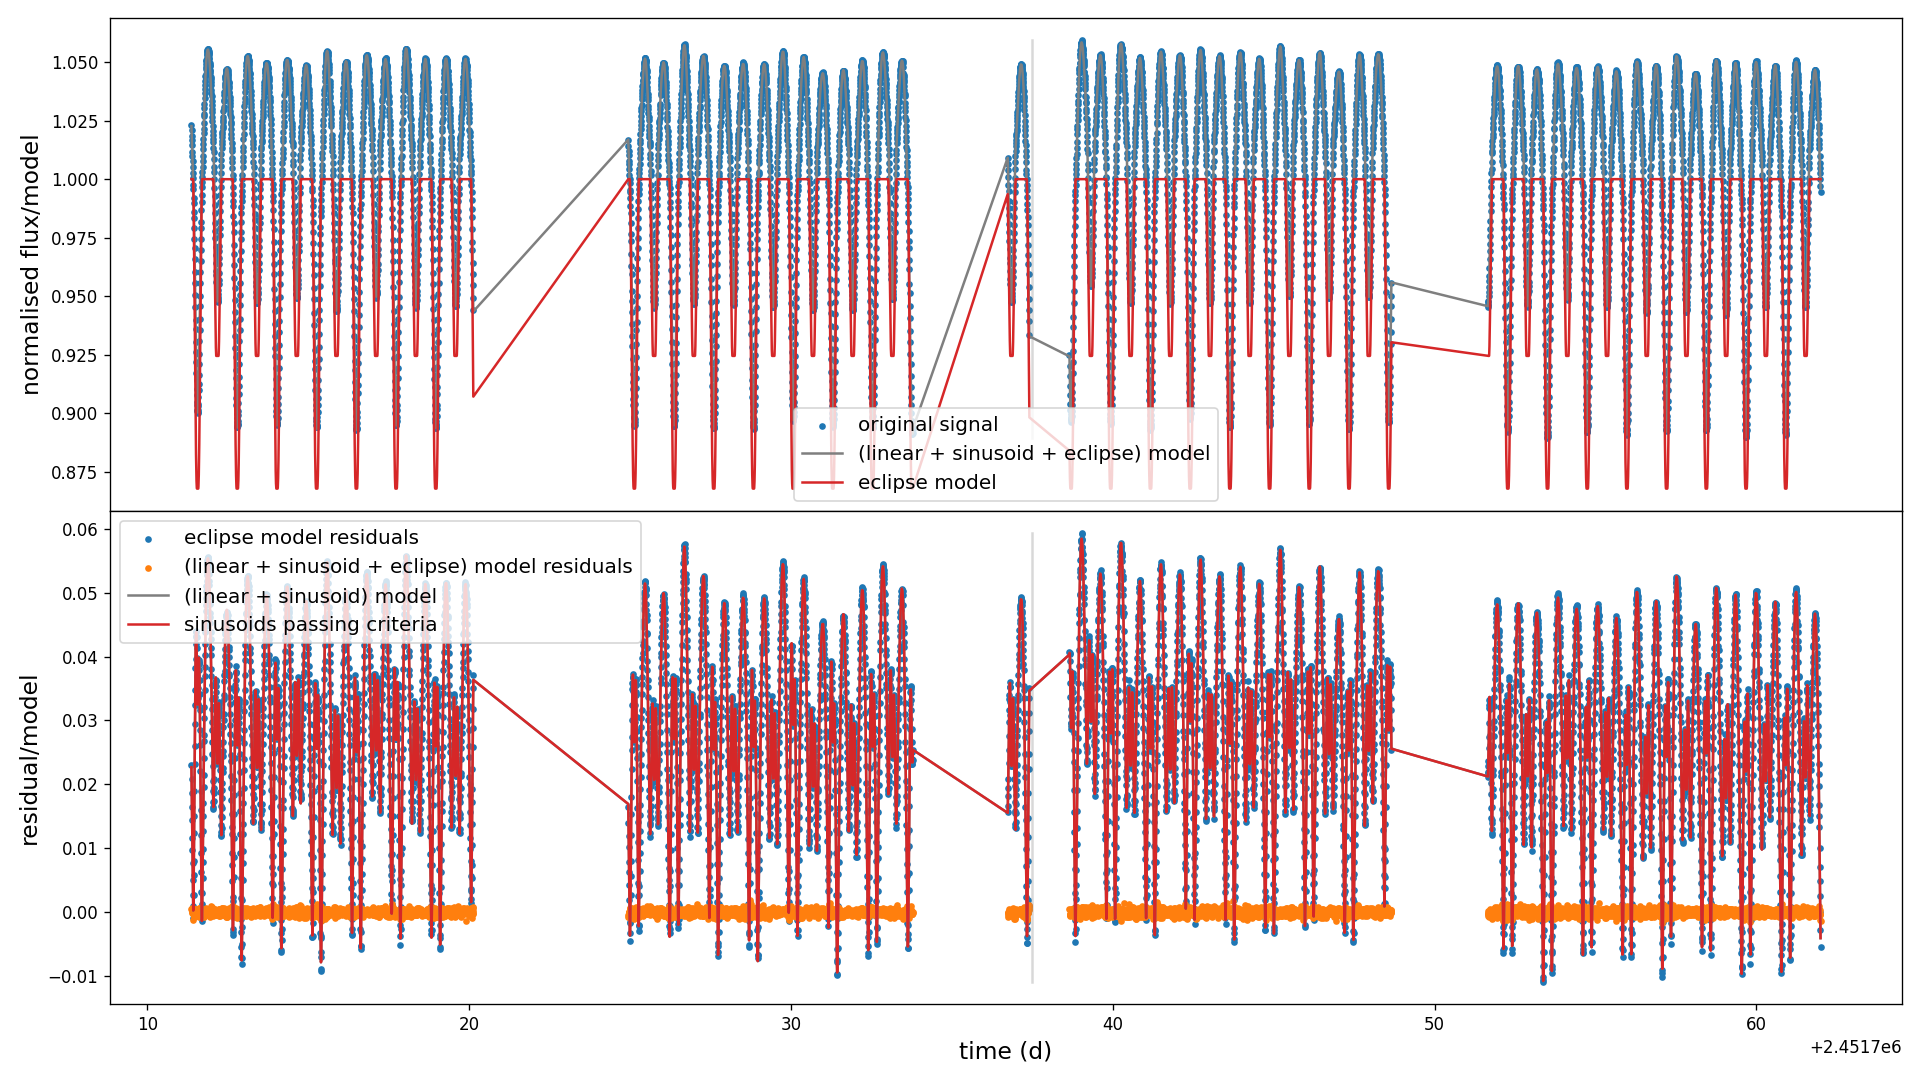 normalised flux/model
1.050
1.025
1.000
0.975
0.950
0.925
0.900
0.875
original signal
(linear + sinusoid + eclipse) model
eclipse model
residual/model
0.06
0.05
0.04
0.03
0.02
0.01
0.00
−0.01
eclipse model residuals
(linear + sinusoid + eclipse) model residuals
(linear + sinusoid) model
sinusoids passing criteria
10 20 30 40 50 60
time (d)
+2.4517e6